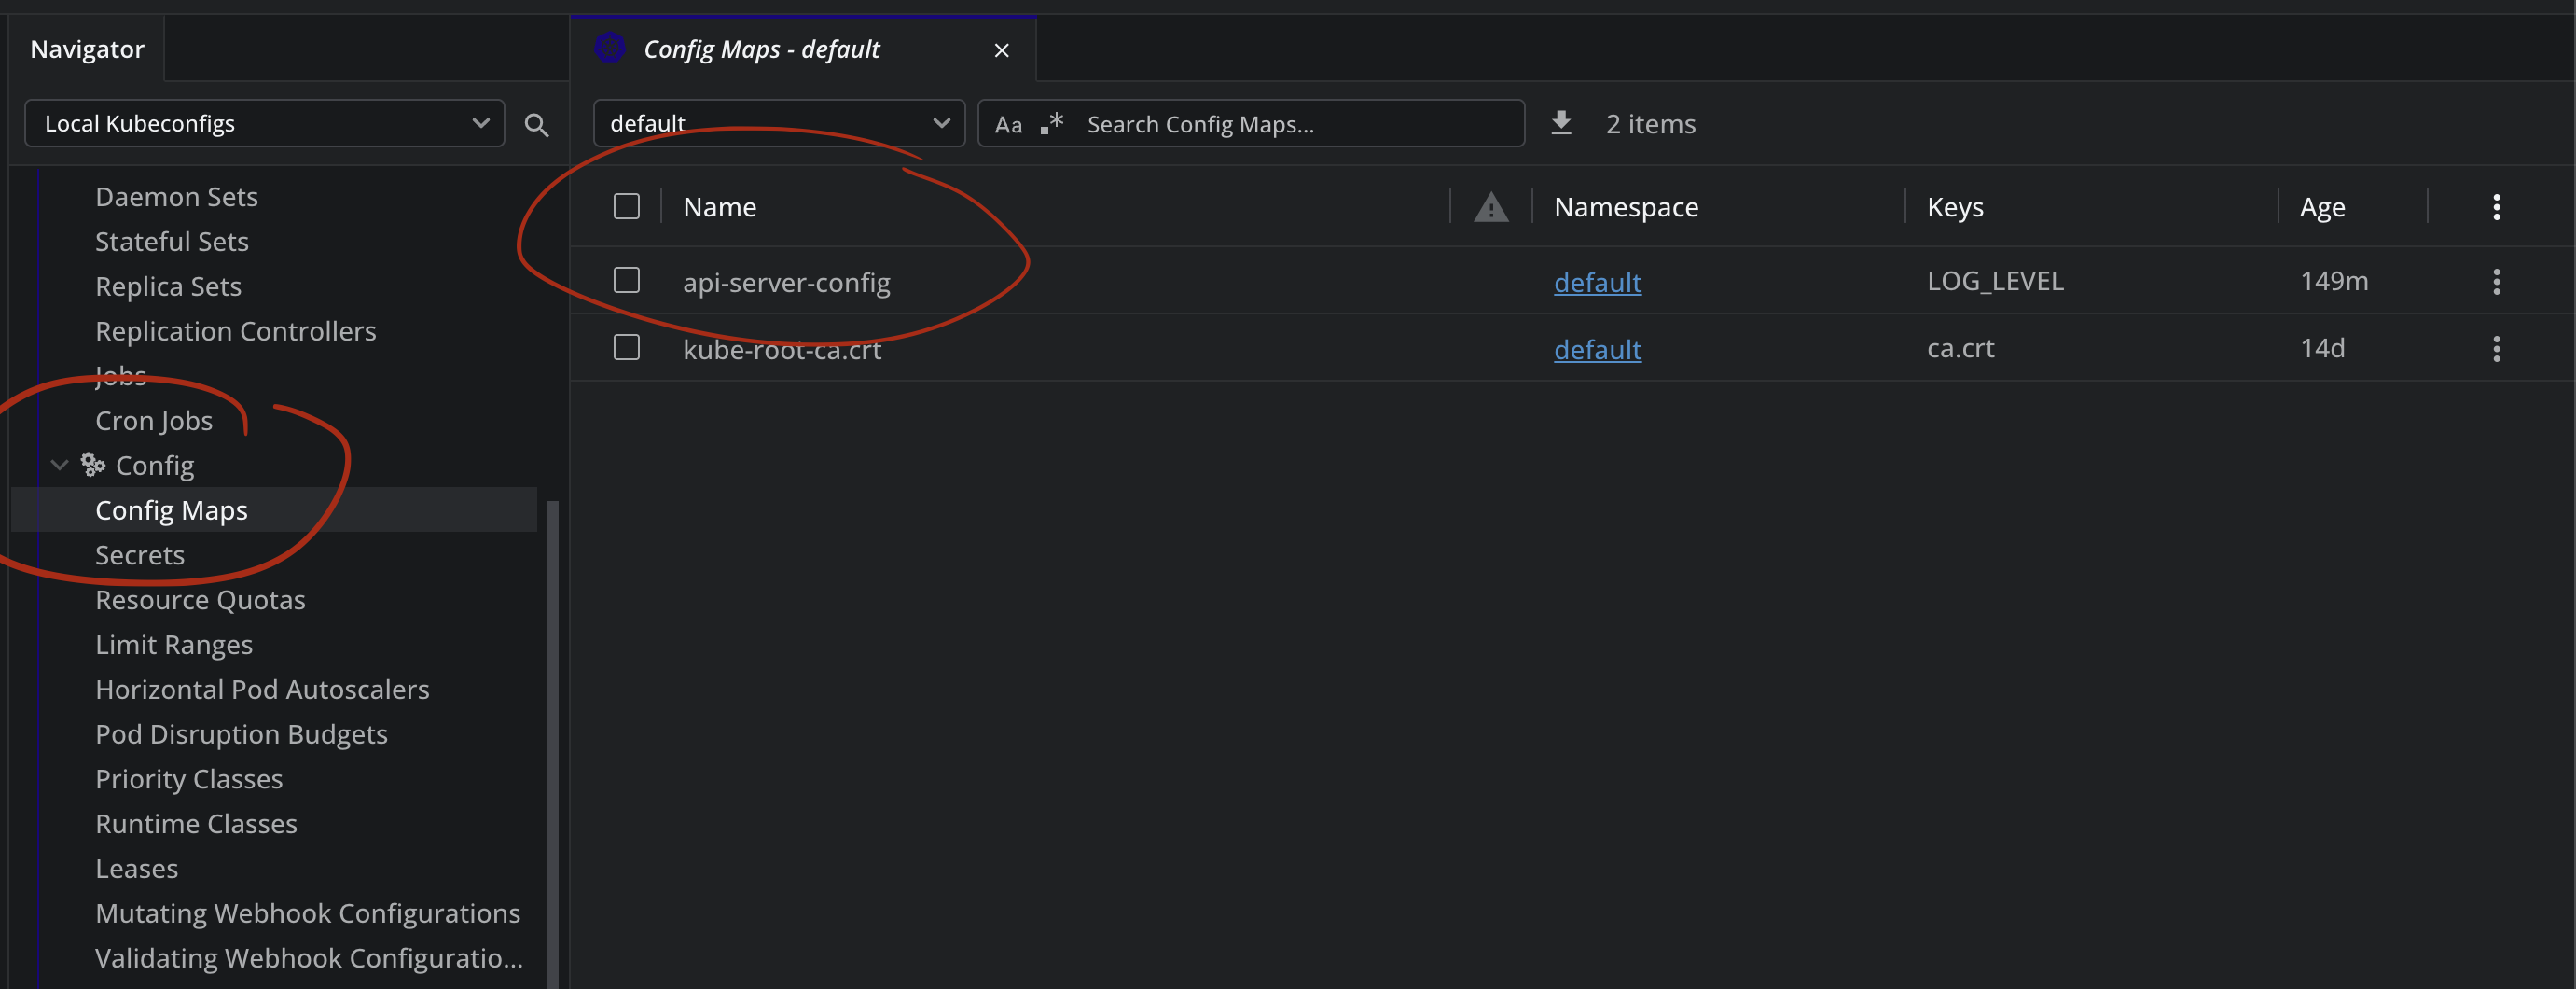 Navigator
Config Maps - default
Local Kubeconfigs
default
Aa .* Search Config Maps...
2 items
Daemon Sets
Stateful Sets
Replica Sets
Replication Controllers
Jobs
Cron Jobs
Config
Config Maps
Secrets
Resource Quotas
Limit Ranges
Horizontal Pod Autoscalers
Pod Disruption Budgets
Priority Classes
Runtime Classes
Leases
Mutating Webhook Configurations
Validating Webhook Configuratio...
Name Namespace Keys Age
api-server-config default LOG_LEVEL 149m
kube-root-ca.crt default ca.crt 14d